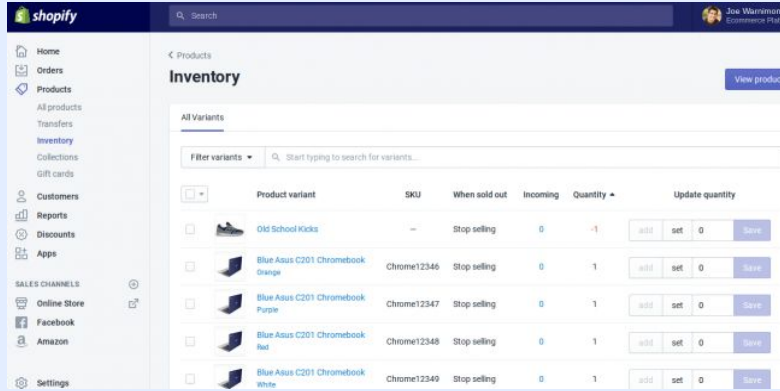 shopify
Search
Joe Warnimon
Ecommerce Plat
Home
Orders
Products
All products
Transfers
Inventory
Collections
Gift cards
Customers
Reports
Discounts
Apps
SALES CHANNELS
Online Store
Facebook
Amazon
Settings
Products
Inventory
View produc
All Variants
Filter variants
Start typing to search for variants...
Product variant SKU When sold out Incoming Quantity Update quantity
Old School Kicks — Stop selling 0 -1 add set 0 Save
Blue Asus C201 Chromebook
Orange Chrome12346 Stop selling 0 1 add set 0 Save
Blue Asus C201 Chromebook
Purple Chrome12347 Stop selling 0 1 add set 0 Save
Blue Asus C201 Chromebook
Red Chrome12348 Stop selling 0 1 add set 0 Save
Blue Asus C201 Chromebook
White Chrome12349 Stop selling 0 1 add set 0 Save